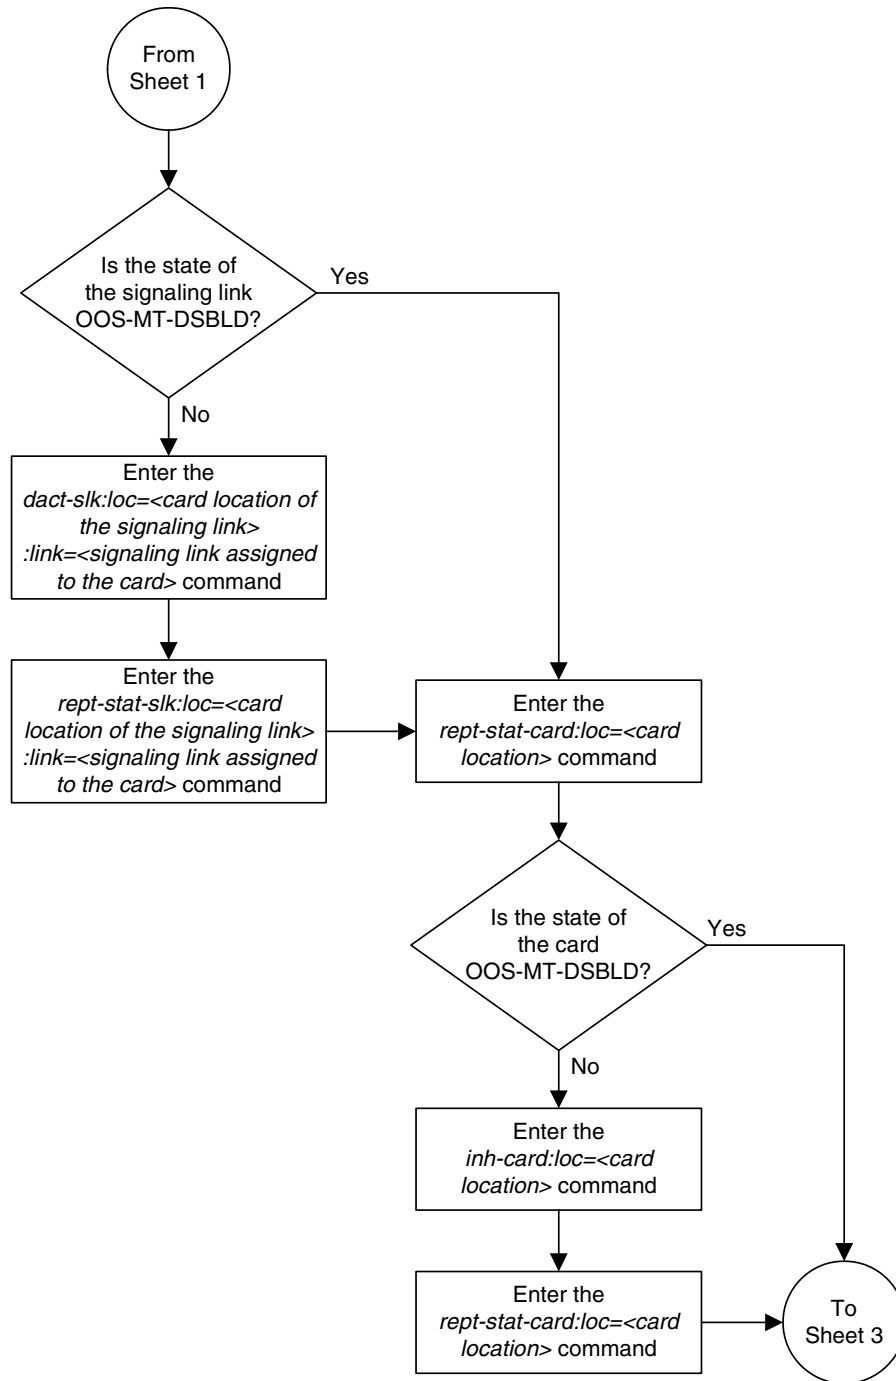 From
Sheet 1
Is the state of
the signaling link
OOS-MT-DSBLD?
Yes
No
Enter the
dact-slk:loc=<card location of
the signaling link>
:link=<signaling link assigned
to the card> command
Enter the
rept-stat-slk:loc=<card
location of the signaling link>
:link=<signaling link assigned
to the card> command
Enter the
rept-stat-card:loc=<card
location> command
Is the state of
the card
OOS-MT-DSBLD?
Yes
No
Enter the
inh-card:loc=<card
location> command
Enter the
rept-stat-card:loc=<card
location> command
To
Sheet 3